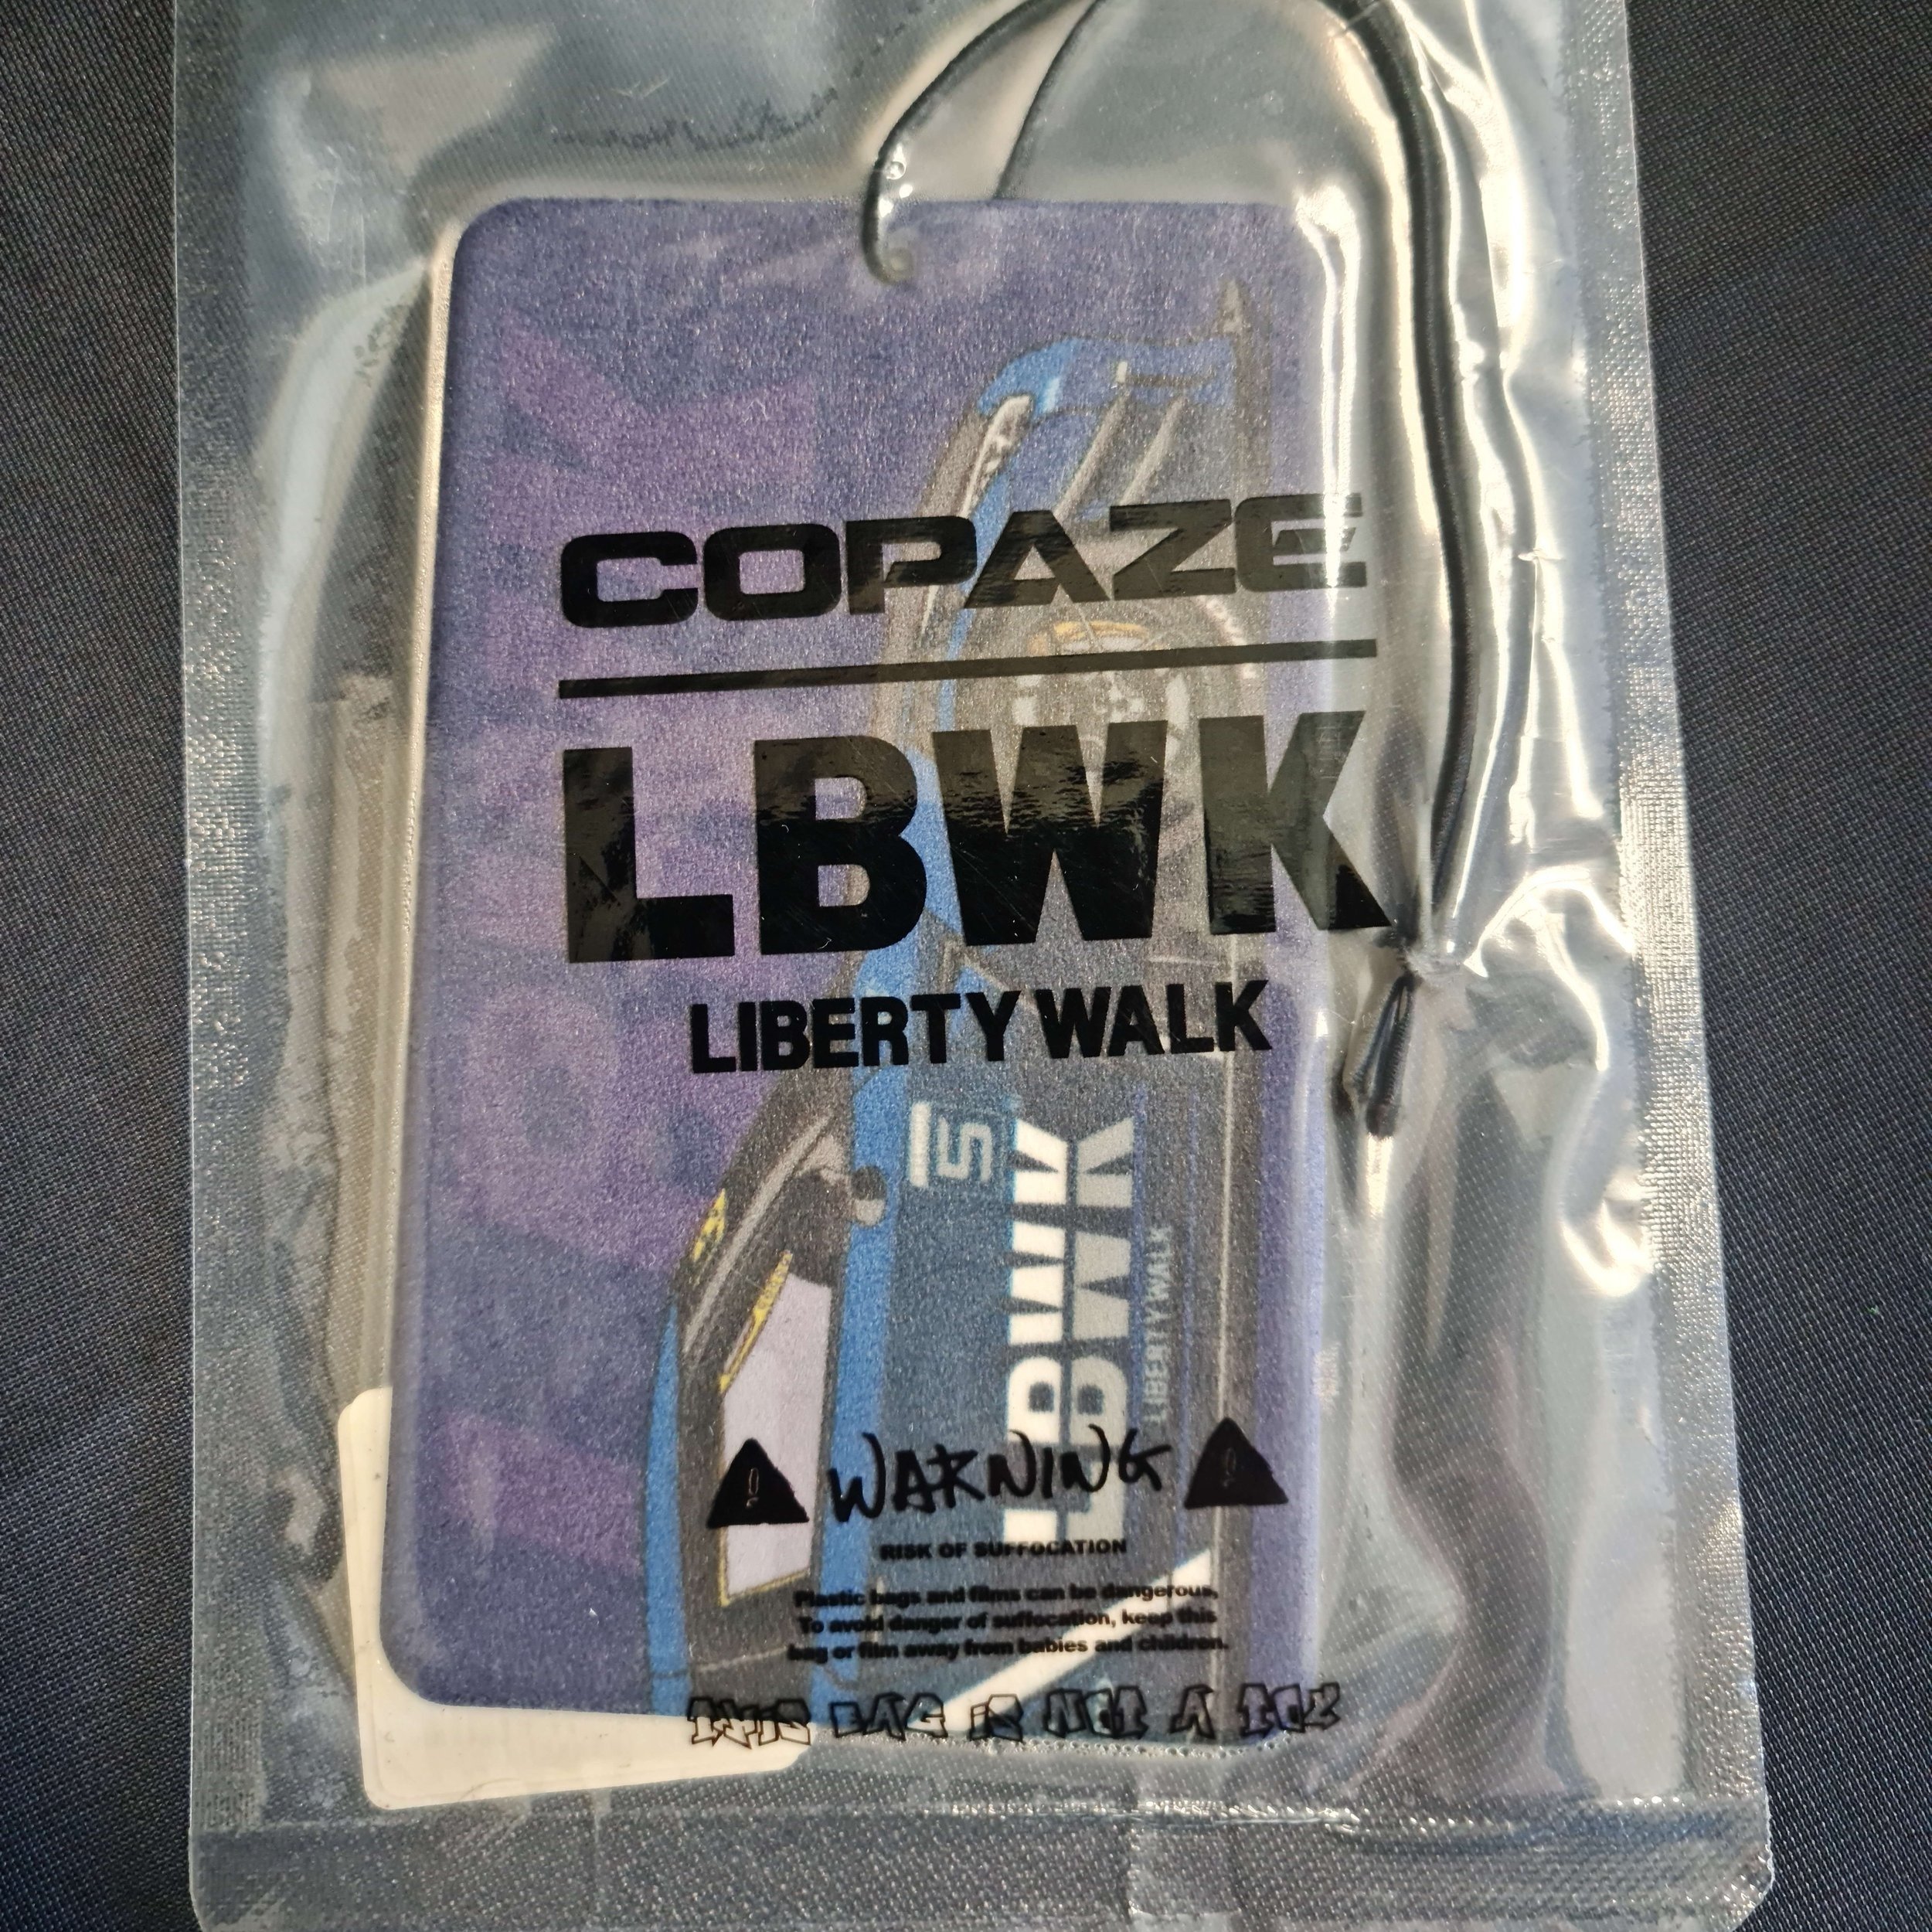 COPAZE
LBWK
LIBERTY WALK
LBWK
LIBERTY WALK
WARNING
RISK OF SUFFOCATION
Plastic bags and films can be dangerous,
To avoid danger of suffocation, keep this
bag or film away from babies and children.
THIS BAG IS NOT A TOY